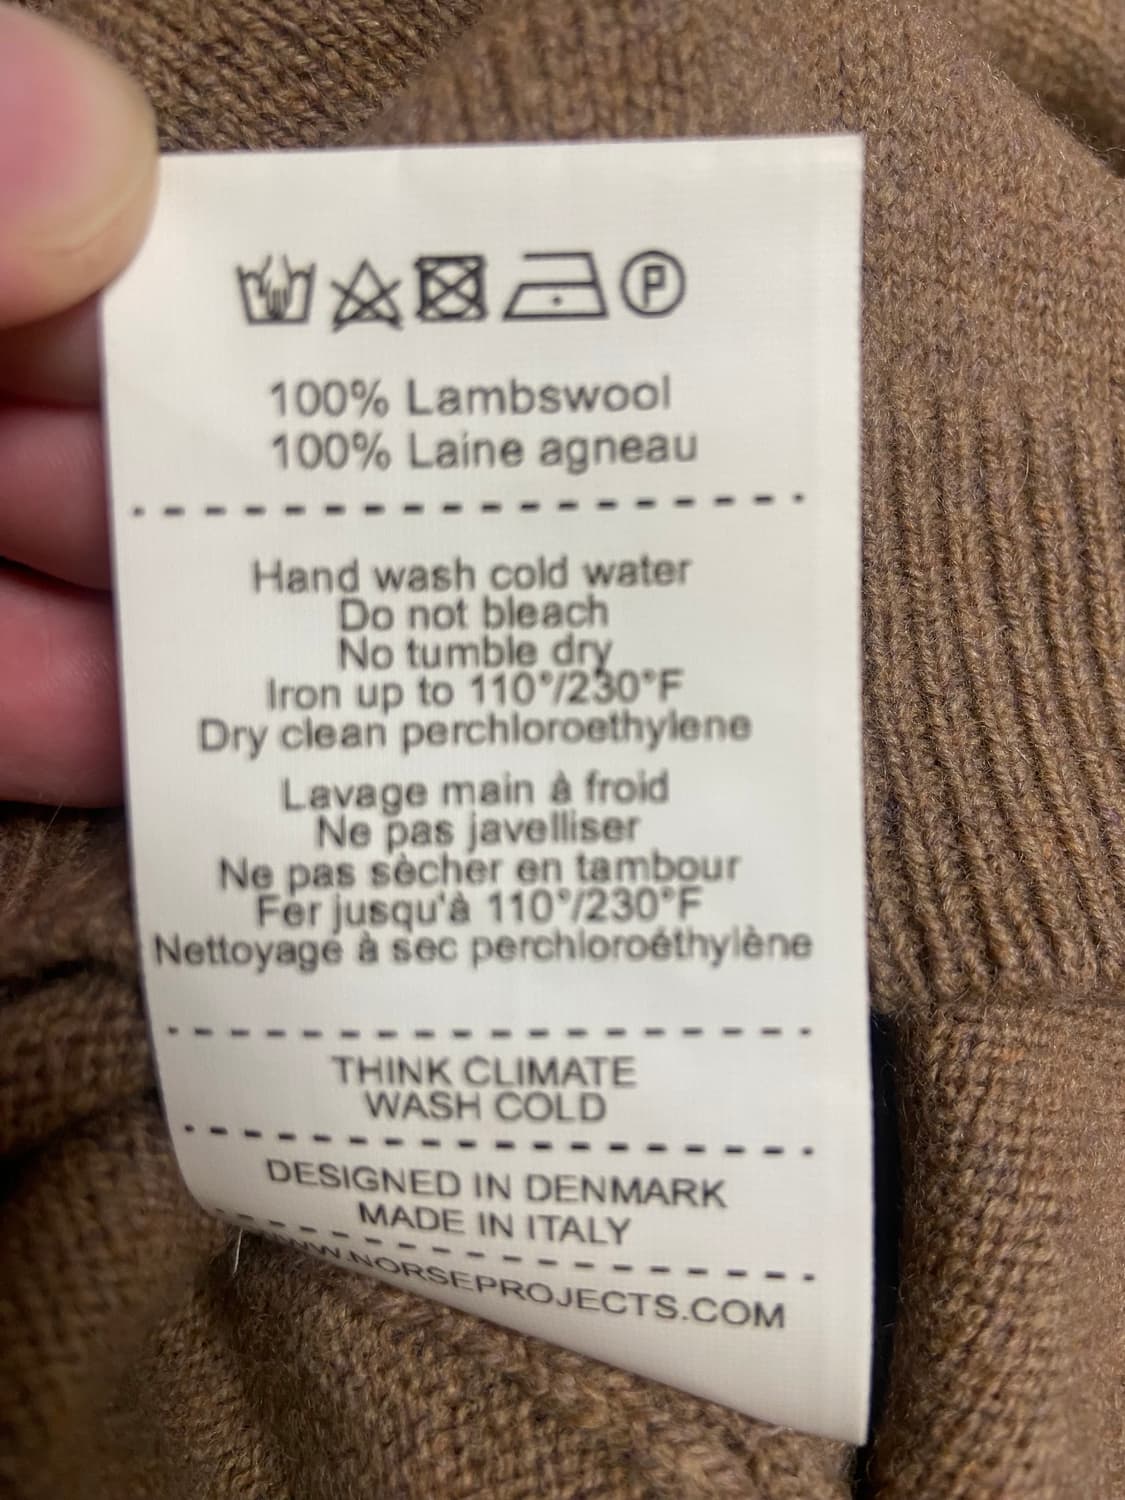 P
100% Lambswool
100% Laine agneau
Hand wash cold water
Do not bleach
No tumble dry
Iron up to 110°/230°F
Dry clean perchloroethylene
Lavage main à froid
Ne pas javelliser
Ne pas sècher en tambour
Fer jusqu'à 110°/230°F
Nettoyage à sec perchloroéthylène
THINK CLIMATE
WASH COLD
DESIGNED IN DENMARK
MADE IN ITALY
WWW.NORSEPROJECTS.COM